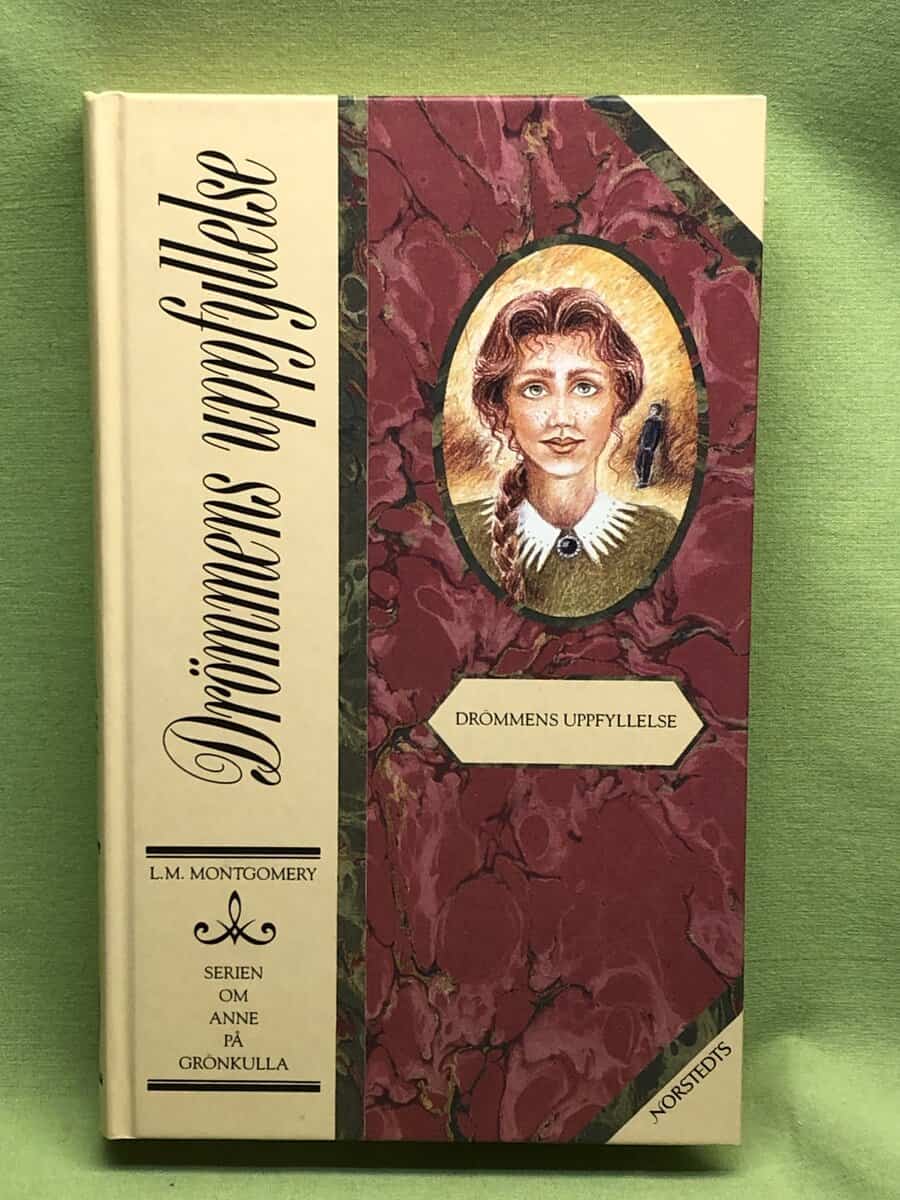 Drömmens uppfyllelse
L.M. MONTGOMERY
SERIEN
OM
ANNE
PÅ
GRÖNKULLA
DRÖMMENS UPPFYLLELSE
NORSTEDTS